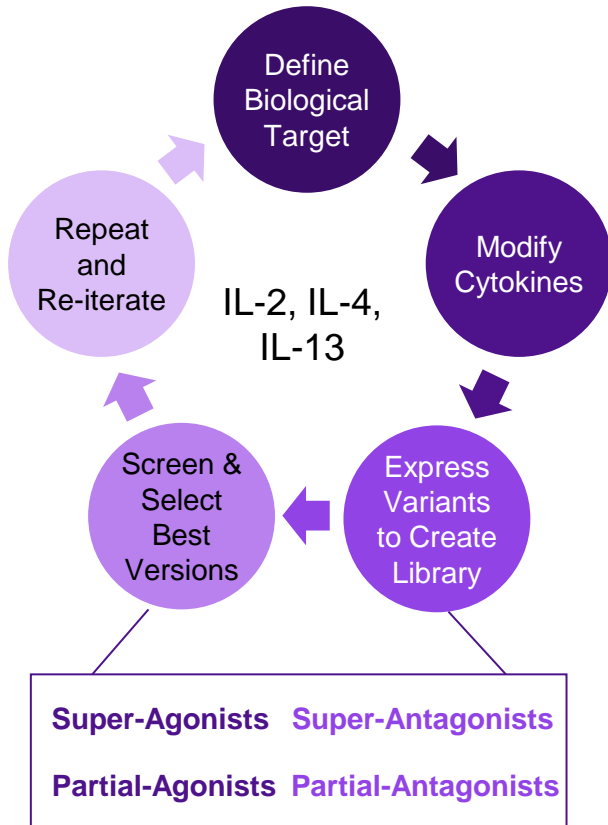 Define
Biological
Target
Modify
Cytokines
Express
Variants
to Create
Library
Screen &
Select
Best
Versions
Repeat
and
Re-iterate
IL-2, IL-4,
IL-13
Super-Agonists Super-Antagonists
Partial-Agonists Partial-Antagonists